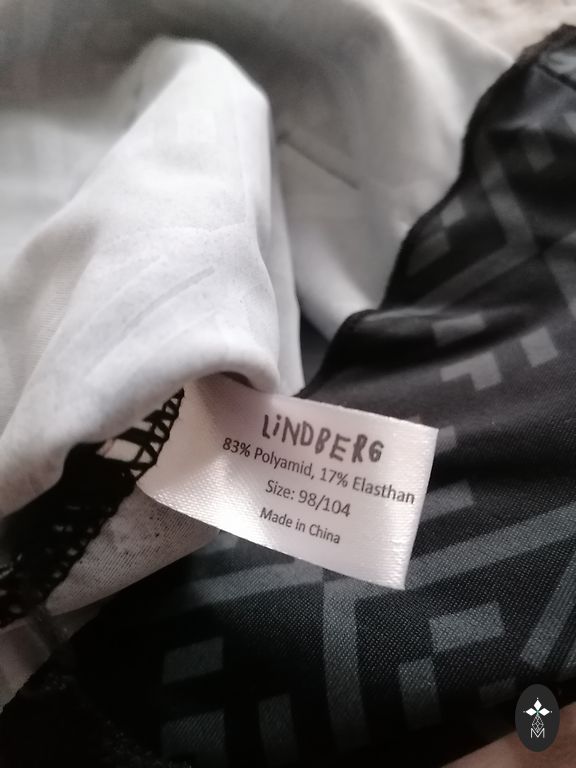 LiNDBERG
83% Polyamid, 17% Elasthan
Size: 98/104
Made in China
M